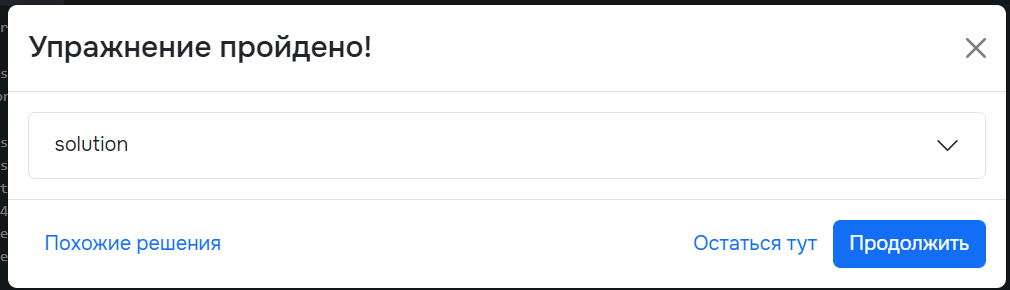 Упражнение пройдено!
solution
Похожие решения
Остаться тут
Продолжить